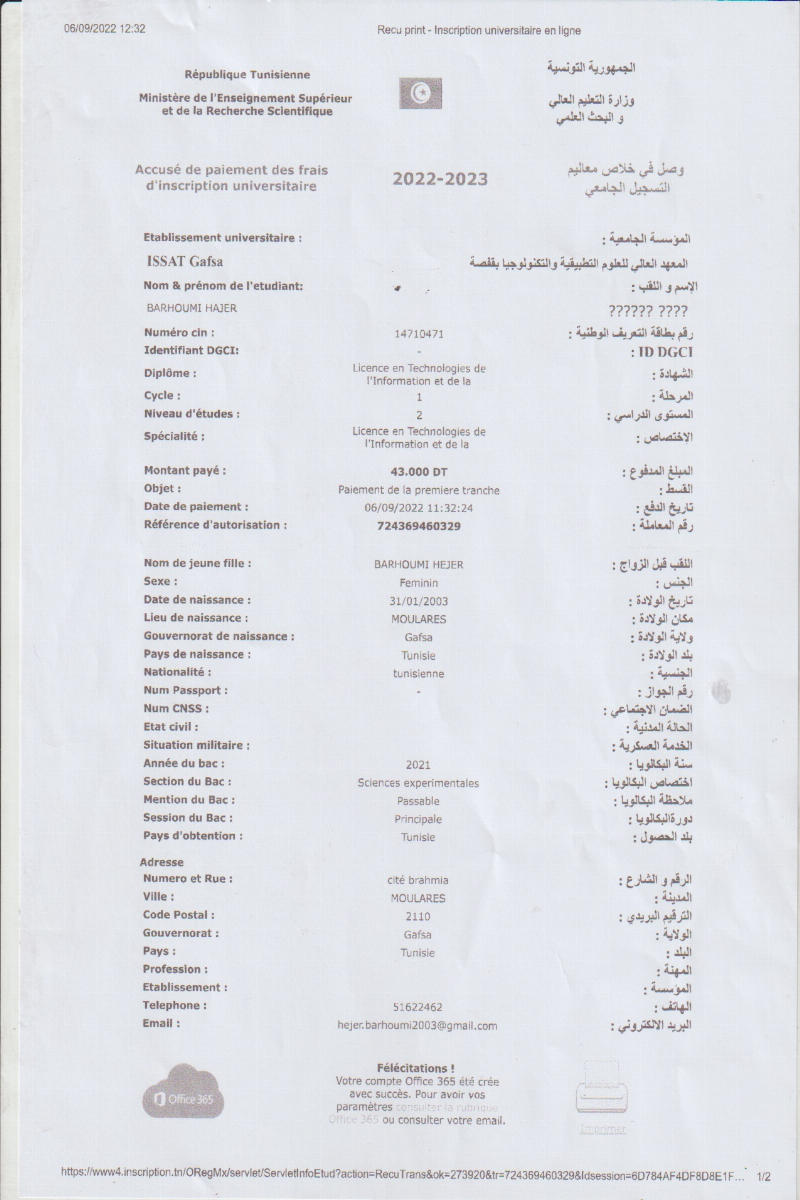 06/09/2022 12:32 Recu print - Inscription universitaire en ligne
République Tunisienne الجمهورية التونسية
Ministère de l'Enseignement Supérieur وزارة التعليم العالي
et de la Recherche Scientifique و البحث العلمي
Accusé de paiement des frais وصل في خلاص معاليم
d'inscription universitaire 2022-2023 التسجيل الجامعي
Etablissement universitaire : المؤسسة الجامعية :
ISSAT Gafsa المعهد العالي للعلوم التطبيقية والتكنولوجيا بقفصة
Nom & prénom de l'etudiant: الإسم و اللقب :
BARHOUMI HAJER ?????? ????
Numéro cin : 14710471 رقم بطاقة التعريف الوطنية :
Identifiant DGCI: - ID DGCI :
Diplôme : Licence en Technologies de l'Information et de la الشهادة :
Cycle : 1 المرحلة :
Niveau d'études : 2 المستوى الدراسي :
Spécialité : Licence en Technologies de l'Information et de la الإختصاص :
Montant payé : 43.000 DT المبلغ المدفوع :
Objet : Paiement de la premiere tranche القسط :
Date de paiement : 06/09/2022 11:32:24 تاريخ الدفع :
Référence d'autorisation : 724369460329 رقم المعاملة :
Nom de jeune fille : BARHOUMI HEJER اللقب قبل الزواج :
Sexe : Feminin الجنس :
Date de naissance : 31/01/2003 تاريخ الولادة :
Lieu de naissance : MOULARES مكان الولادة :
Gouvernorat de naissance : Gafsa ولاية الولادة :
Pays de naissance : Tunisie بلد الولادة :
Nationalité : tunisienne الجنسية :
Num Passport : - رقم الجواز :
Num CNSS : الضمان الاجتماعي :
Etat civil : الحالة المدنية :
Situation militaire : الخدمة العسكرية :
Année du bac : 2021 سنة البكالويا :
Section du Bac : Sciences experimentales اختصاص البكالويا :
Mention du Bac : Passable ملاحظة البكالويا :
Session du Bac : Principale دورةالبكالويا :
Pays d'obtention : Tunisie بلد الحصول :
Adresse
Numero et Rue : cité brahmia الرقم و الشارع :
Ville : MOULARES المدينة :
Code Postal : 2110 الترقيم البريدي :
Gouvernorat : Gafsa الولاية :
Pays : Tunisie البلد :
Profession : المهنة :
Etablissement : المؤسسة :
Telephone : 51622462 الهاتف :
Email : hejer.barhoumi2003@gmail.com البريد الالكتروني :
Félécitations !
Votre compte Office 365 été crée
avec succès. Pour avoir vos
Office 365 paramètres consulter la rubrique
Office 365 ou consulter votre email. Imprimer
https://www4.inscription.tn/ORegMx/servlet/ServletInfoEtud?action=RecuTrans&ok=273920&tr=724369460329&Idsession=6D784AF4DF8D8E1F... 1/2